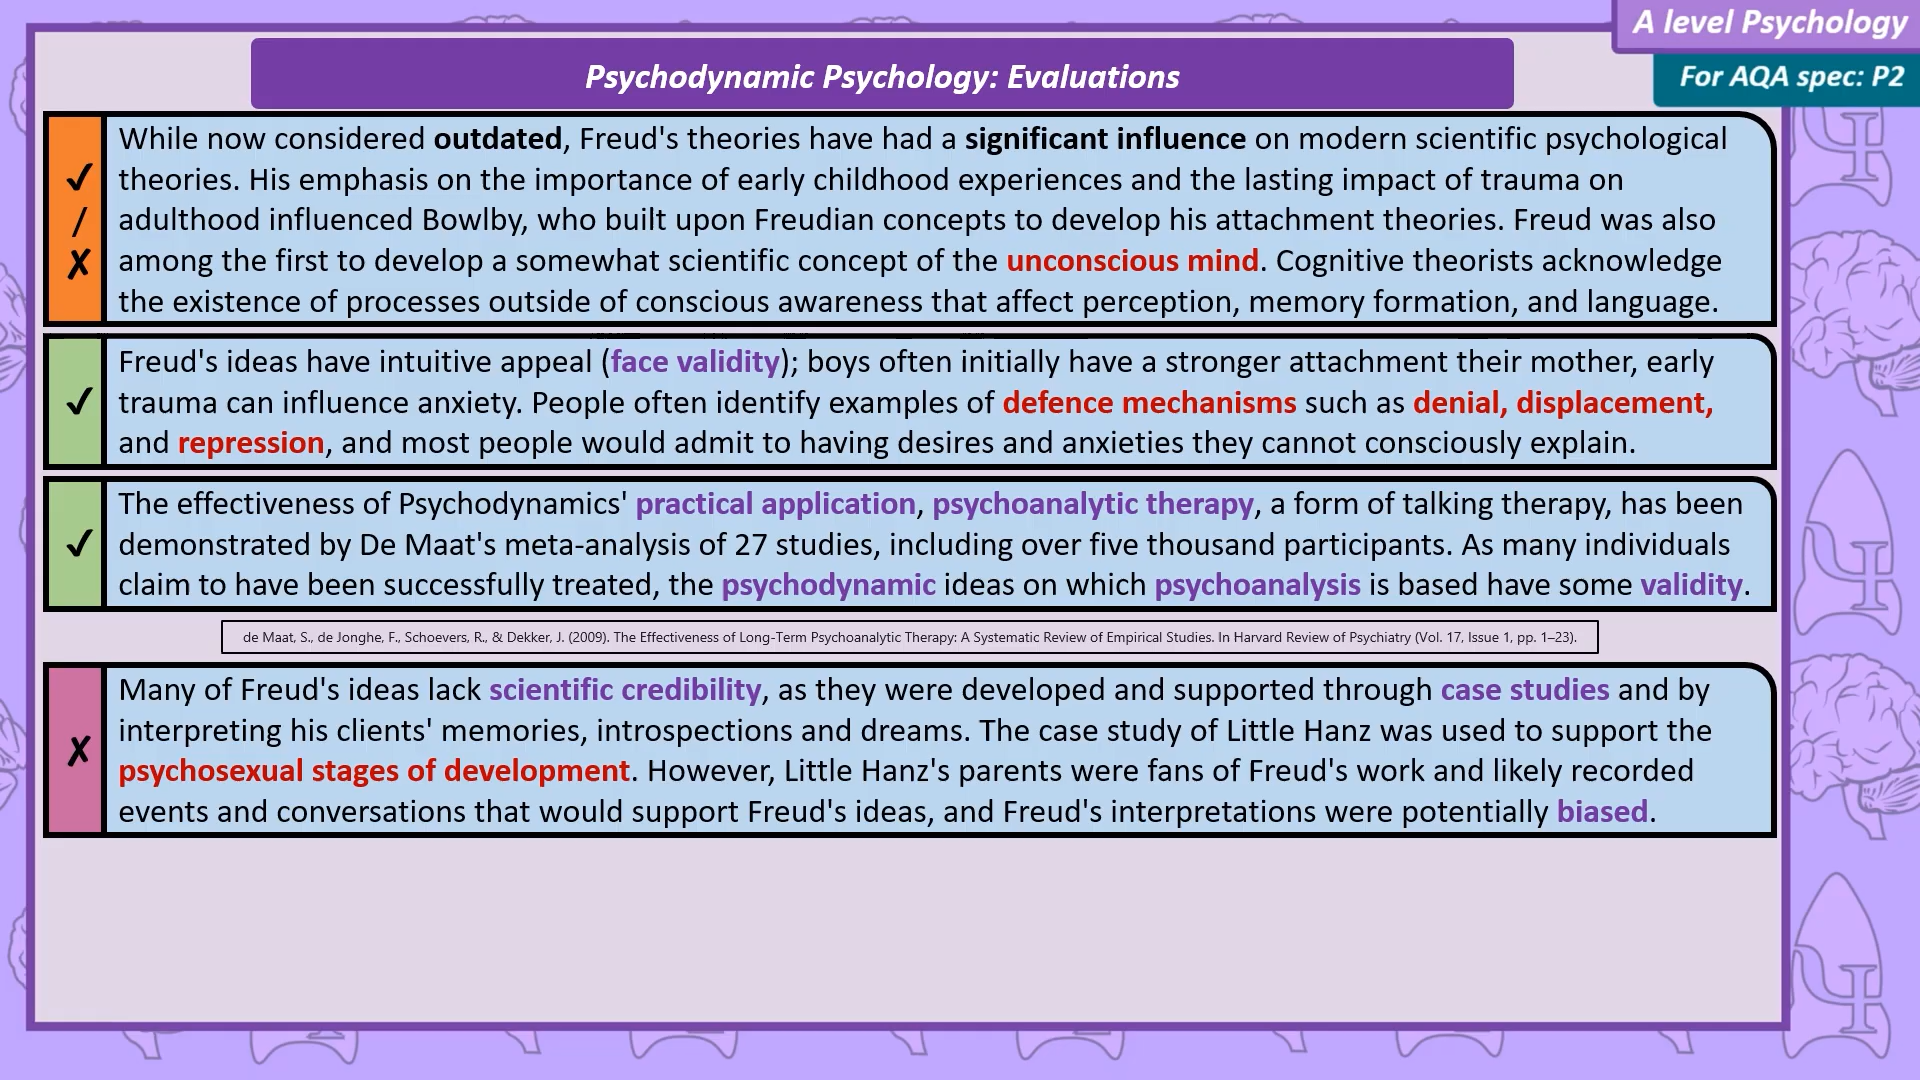 A level Psychology
For AQA spec: P2
Psychodynamic Psychology: Evaluations
✓
/
✗
While now considered outdated, Freud's theories have had a significant influence on modern scientific psychological
theories. His emphasis on the importance of early childhood experiences and the lasting impact of trauma on
adulthood influenced Bowlby, who built upon Freudian concepts to develop his attachment theories. Freud was also
among the first to develop a somewhat scientific concept of the unconscious mind. Cognitive theorists acknowledge
the existence of processes outside of conscious awareness that affect perception, memory formation, and language.
✓
Freud's ideas have intuitive appeal (face validity); boys often initially have a stronger attachment their mother, early
trauma can influence anxiety. People often identify examples of defence mechanisms such as denial, displacement,
and repression, and most people would admit to having desires and anxieties they cannot consciously explain.
✓
The effectiveness of Psychodynamics' practical application, psychoanalytic therapy, a form of talking therapy, has been
demonstrated by De Maat's meta-analysis of 27 studies, including over five thousand participants. As many individuals
claim to have been successfully treated, the psychodynamic ideas on which psychoanalysis is based have some validity.
de Maat, S., de Jonghe, F., Schoevers, R., & Dekker, J. (2009). The Effectiveness of Long-Term Psychoanalytic Therapy: A Systematic Review of Empirical Studies. In Harvard Review of Psychiatry (Vol. 17, Issue 1, pp. 1–23).
✗
Many of Freud's ideas lack scientific credibility, as they were developed and supported through case studies and by
interpreting his clients' memories, introspections and dreams. The case study of Little Hanz was used to support the
psychosexual stages of development. However, Little Hanz's parents were fans of Freud's work and likely recorded
events and conversations that would support Freud's ideas, and Freud's interpretations were potentially biased.